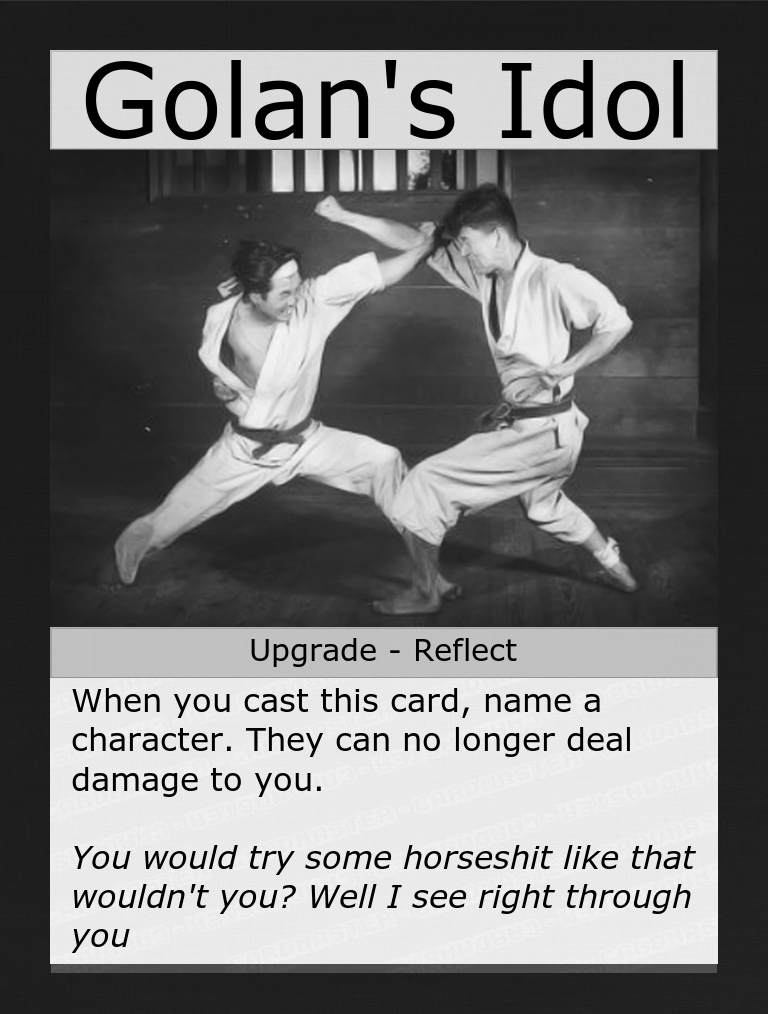 Golan's Idol
Upgrade - Reflect
When you cast this card, name a
character. They can no longer deal
damage to you.
You would try some horseshit like that
wouldn't you? Well I see right through
you